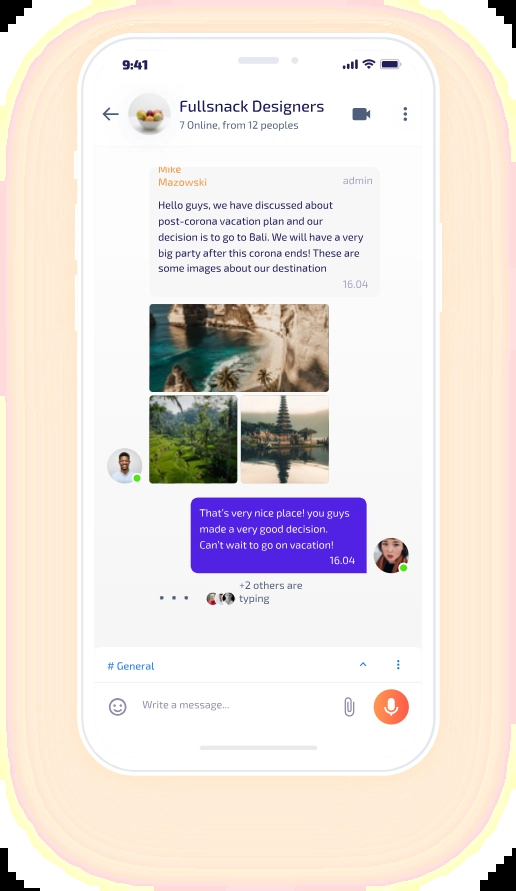 9:41
Fullsnack Designers
7 Online, from 12 peoples
Mike
Mazowski
admin
Hello guys, we have discussed about
post-corona vacation plan and our
decision is to go to Bali. We will have a very
big party after this corona ends! These are
some images about our destination
16.04
That's very nice place! you guys
made a very good decision.
Can't wait to go on vacation!
16.04
+2 others are
typing
# General
Write a message...